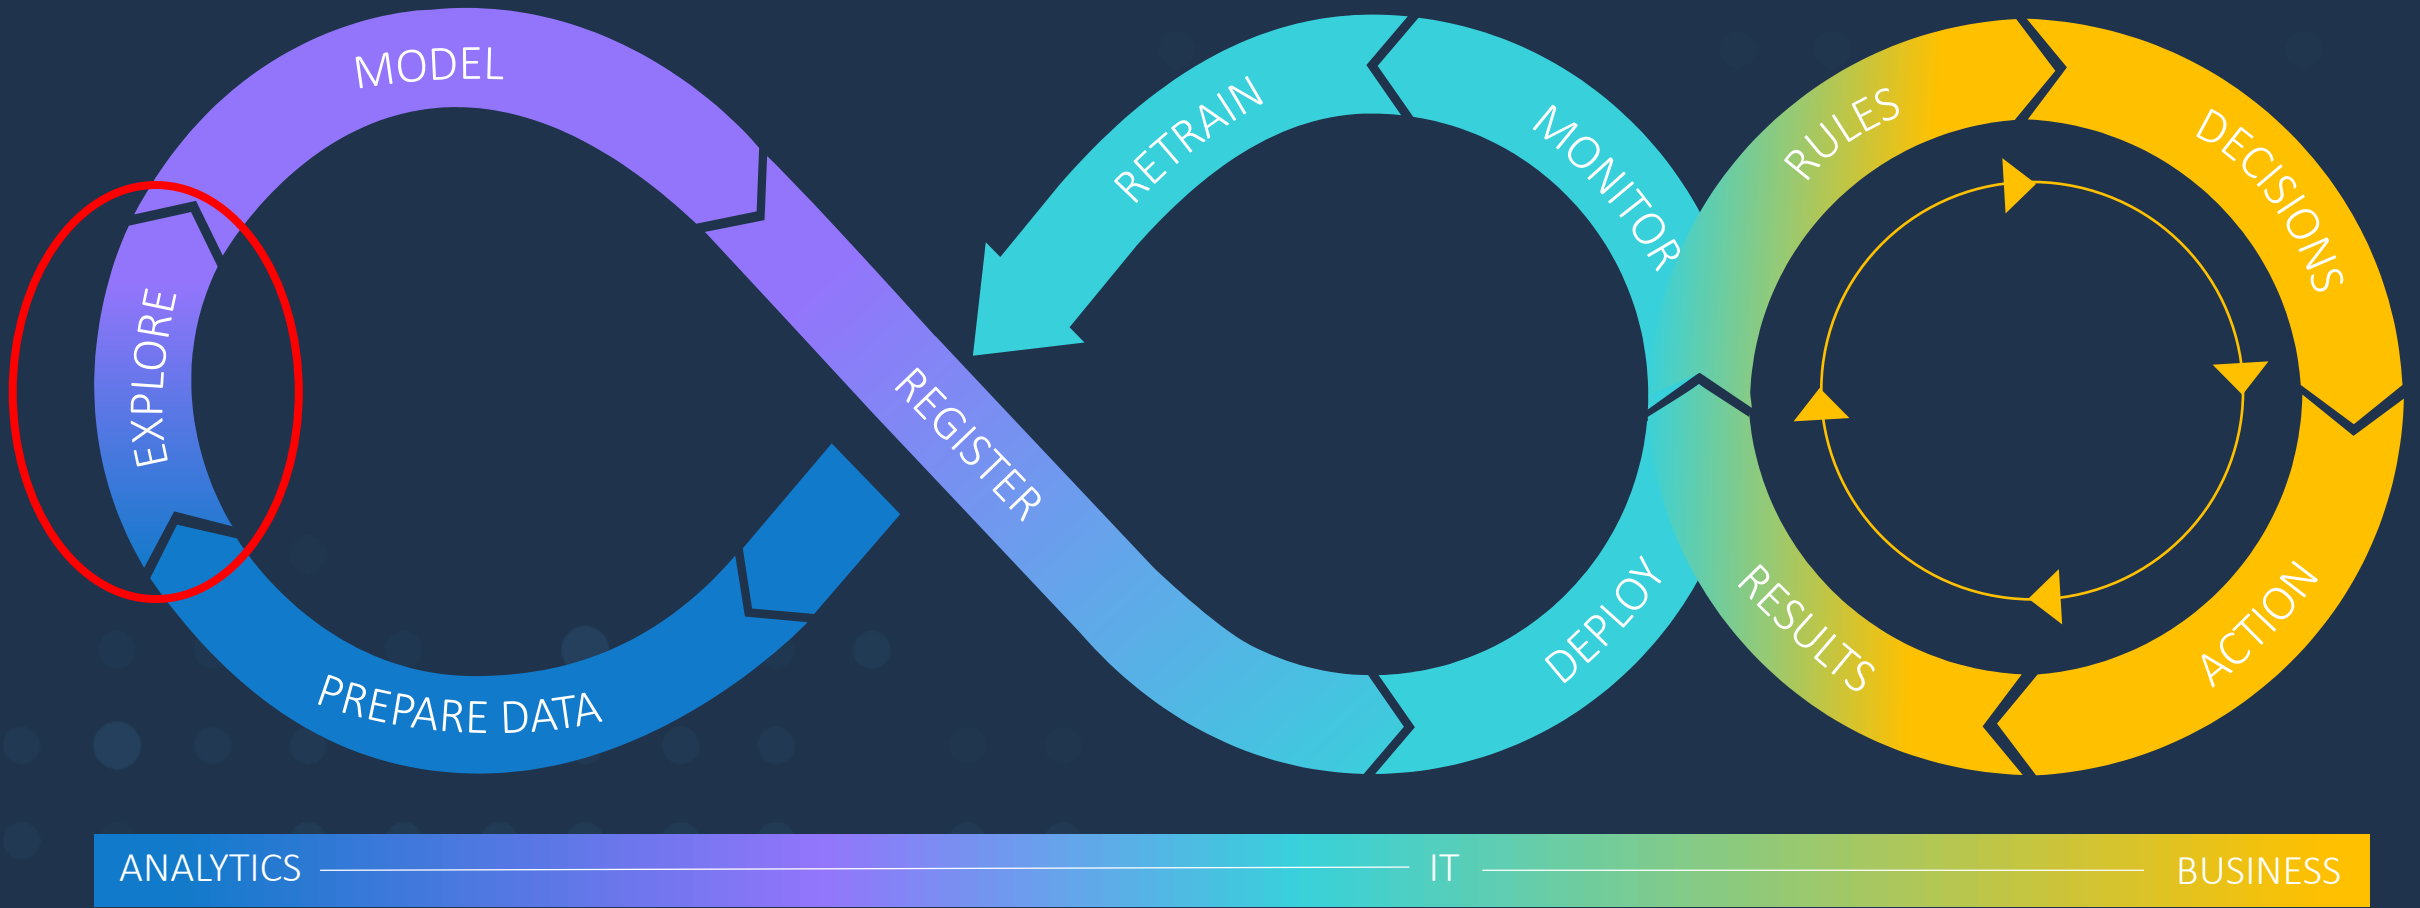 MODEL
EXPLORE
PREPARE DATA
REGISTER
RETRAIN
MONITOR
DEPLOY
RULES
DECISIONS
ACTION
RESULTS
ANALYTICS
IT
BUSINESS